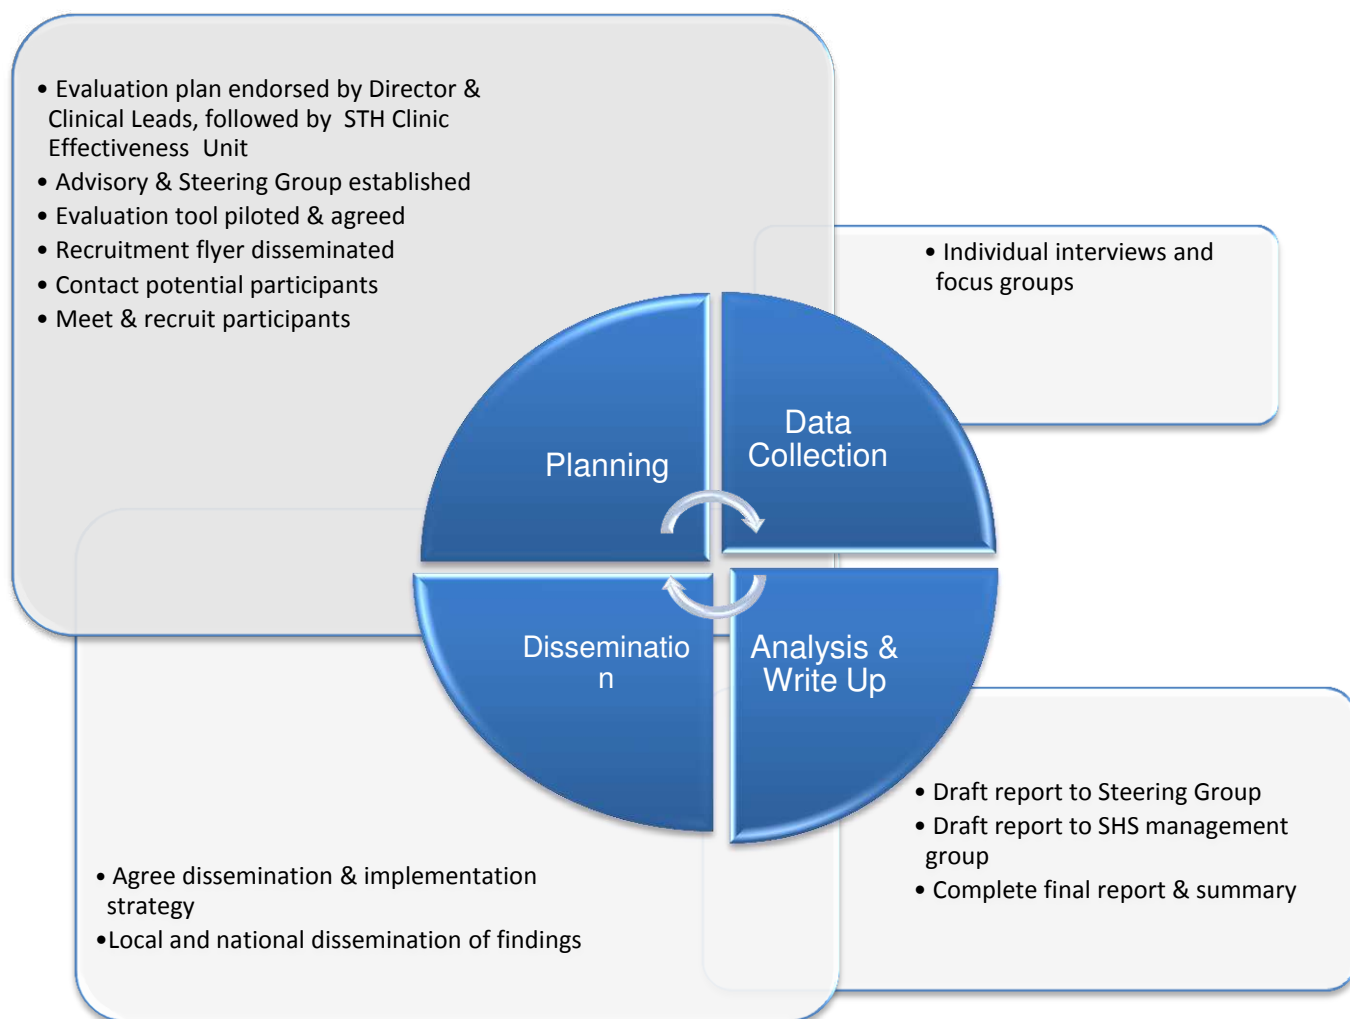 • Evaluation plan endorsed by Director &
Clinical Leads, followed by STH Clinic
Effectiveness Unit
• Advisory & Steering Group established
• Evaluation tool piloted & agreed
• Recruitment flyer disseminated
• Contact potential participants
• Meet & recruit participants
• Individual interviews and
focus groups
Planning
Data
Collection
Disseminatio
n
Analysis &
Write Up
• Draft report to Steering Group
• Draft report to SHS management
group
• Complete final report & summary
• Agree dissemination & implementation
strategy
•Local and national dissemination of findings